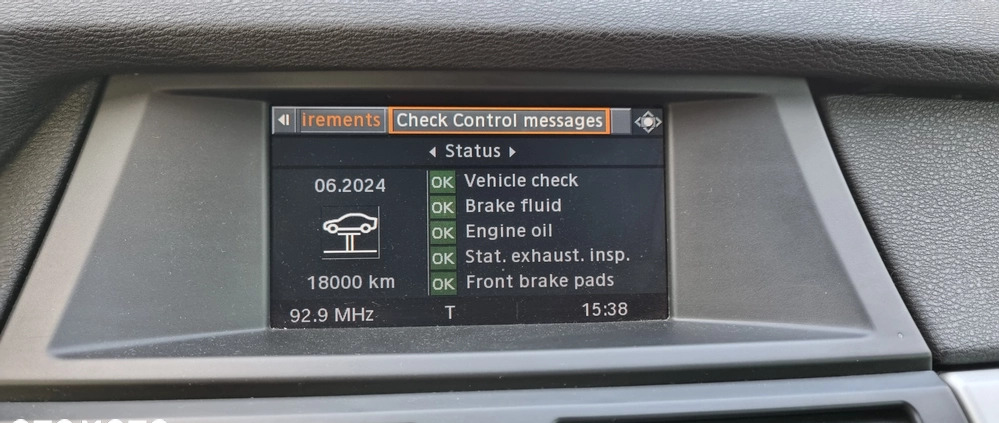 irements Check Control messages
Status
06.2024
OK Vehicle check
OK Brake fluid
OK Engine oil
OK Stat. exhaust. insp.
18000 km
OK Front brake pads
92.9 MHz T 15:38